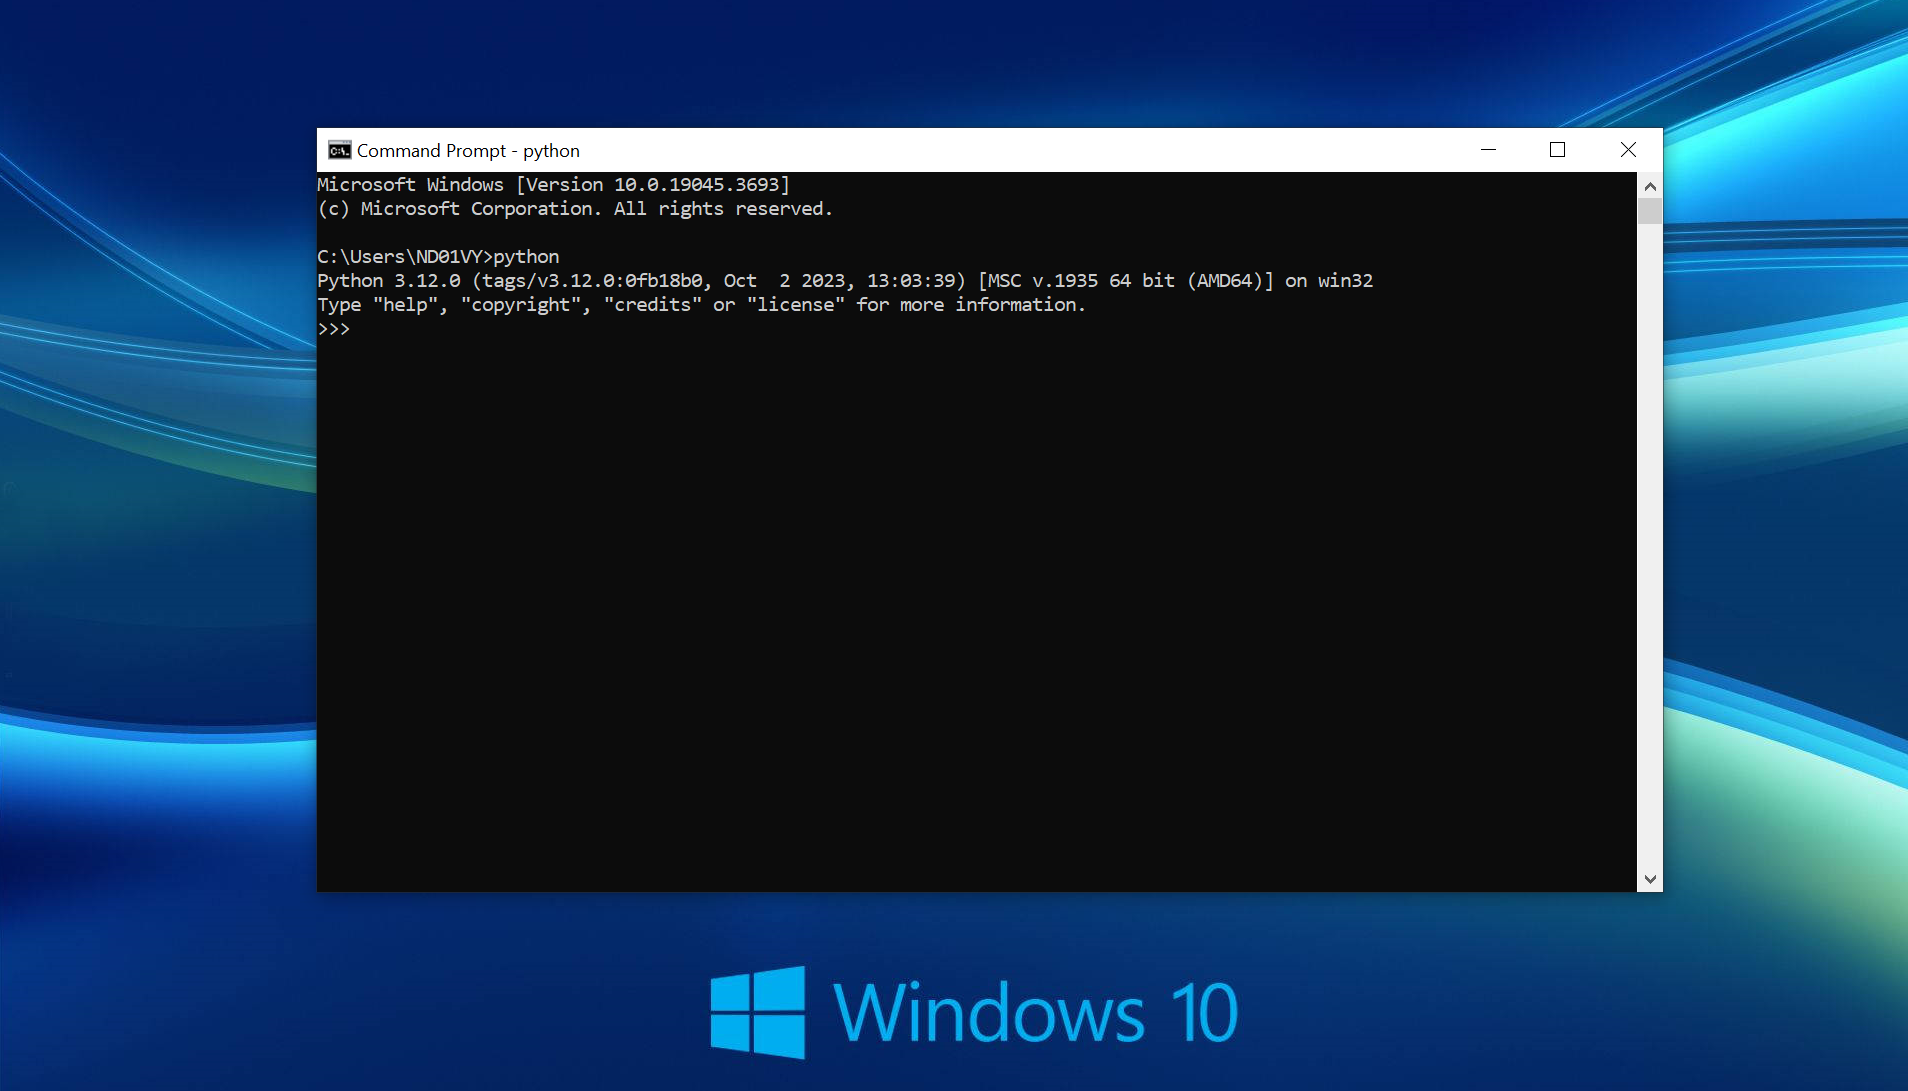 Command Prompt - python
Microsoft Windows [Version 10.0.19045.3693]
(c) Microsoft Corporation. All rights reserved.
C:\Users\ND01VY>python
Python 3.12.0 (tags/v3.12.0:0fb18b0, Oct  2 2023, 13:03:39) [MSC v.1935 64 bit (AMD64)] on win32
Type "help", "copyright", "credits" or "license" for more information.
>>>
Windows 10